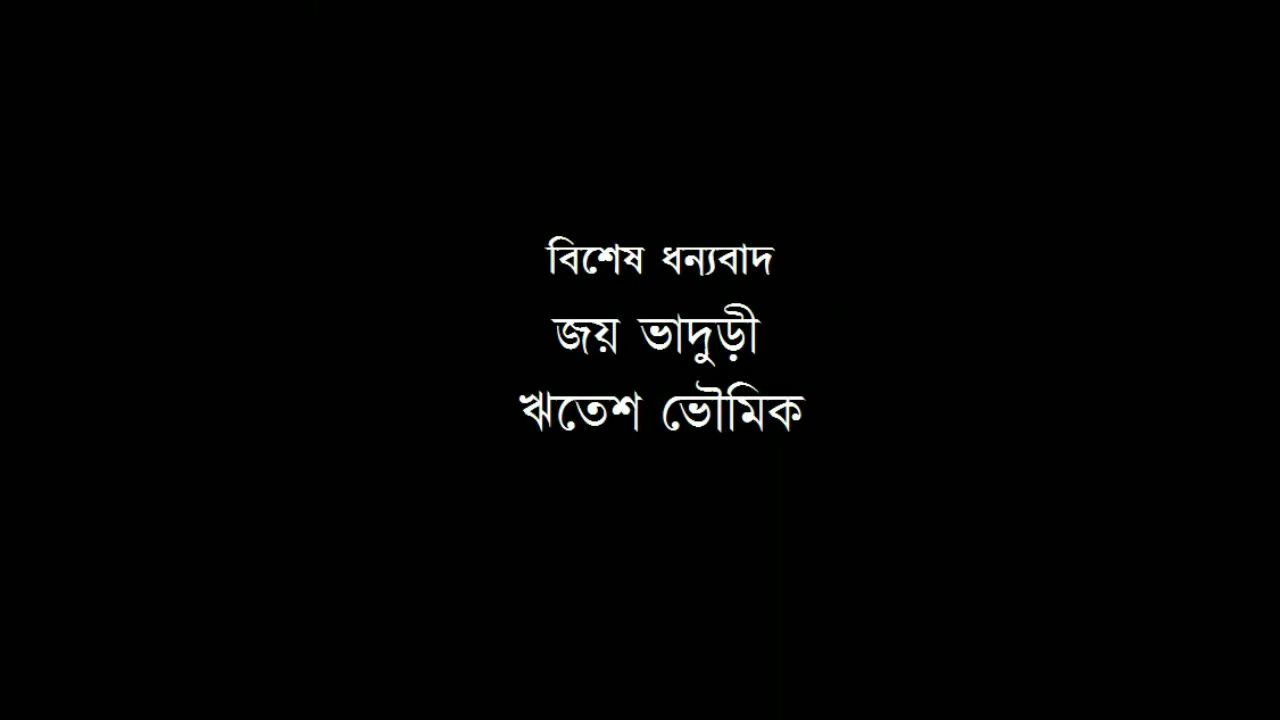 বিশেষ ধন্যবাদ
জয় ভাদুড়ী
ঋতেশ ভৌমিক